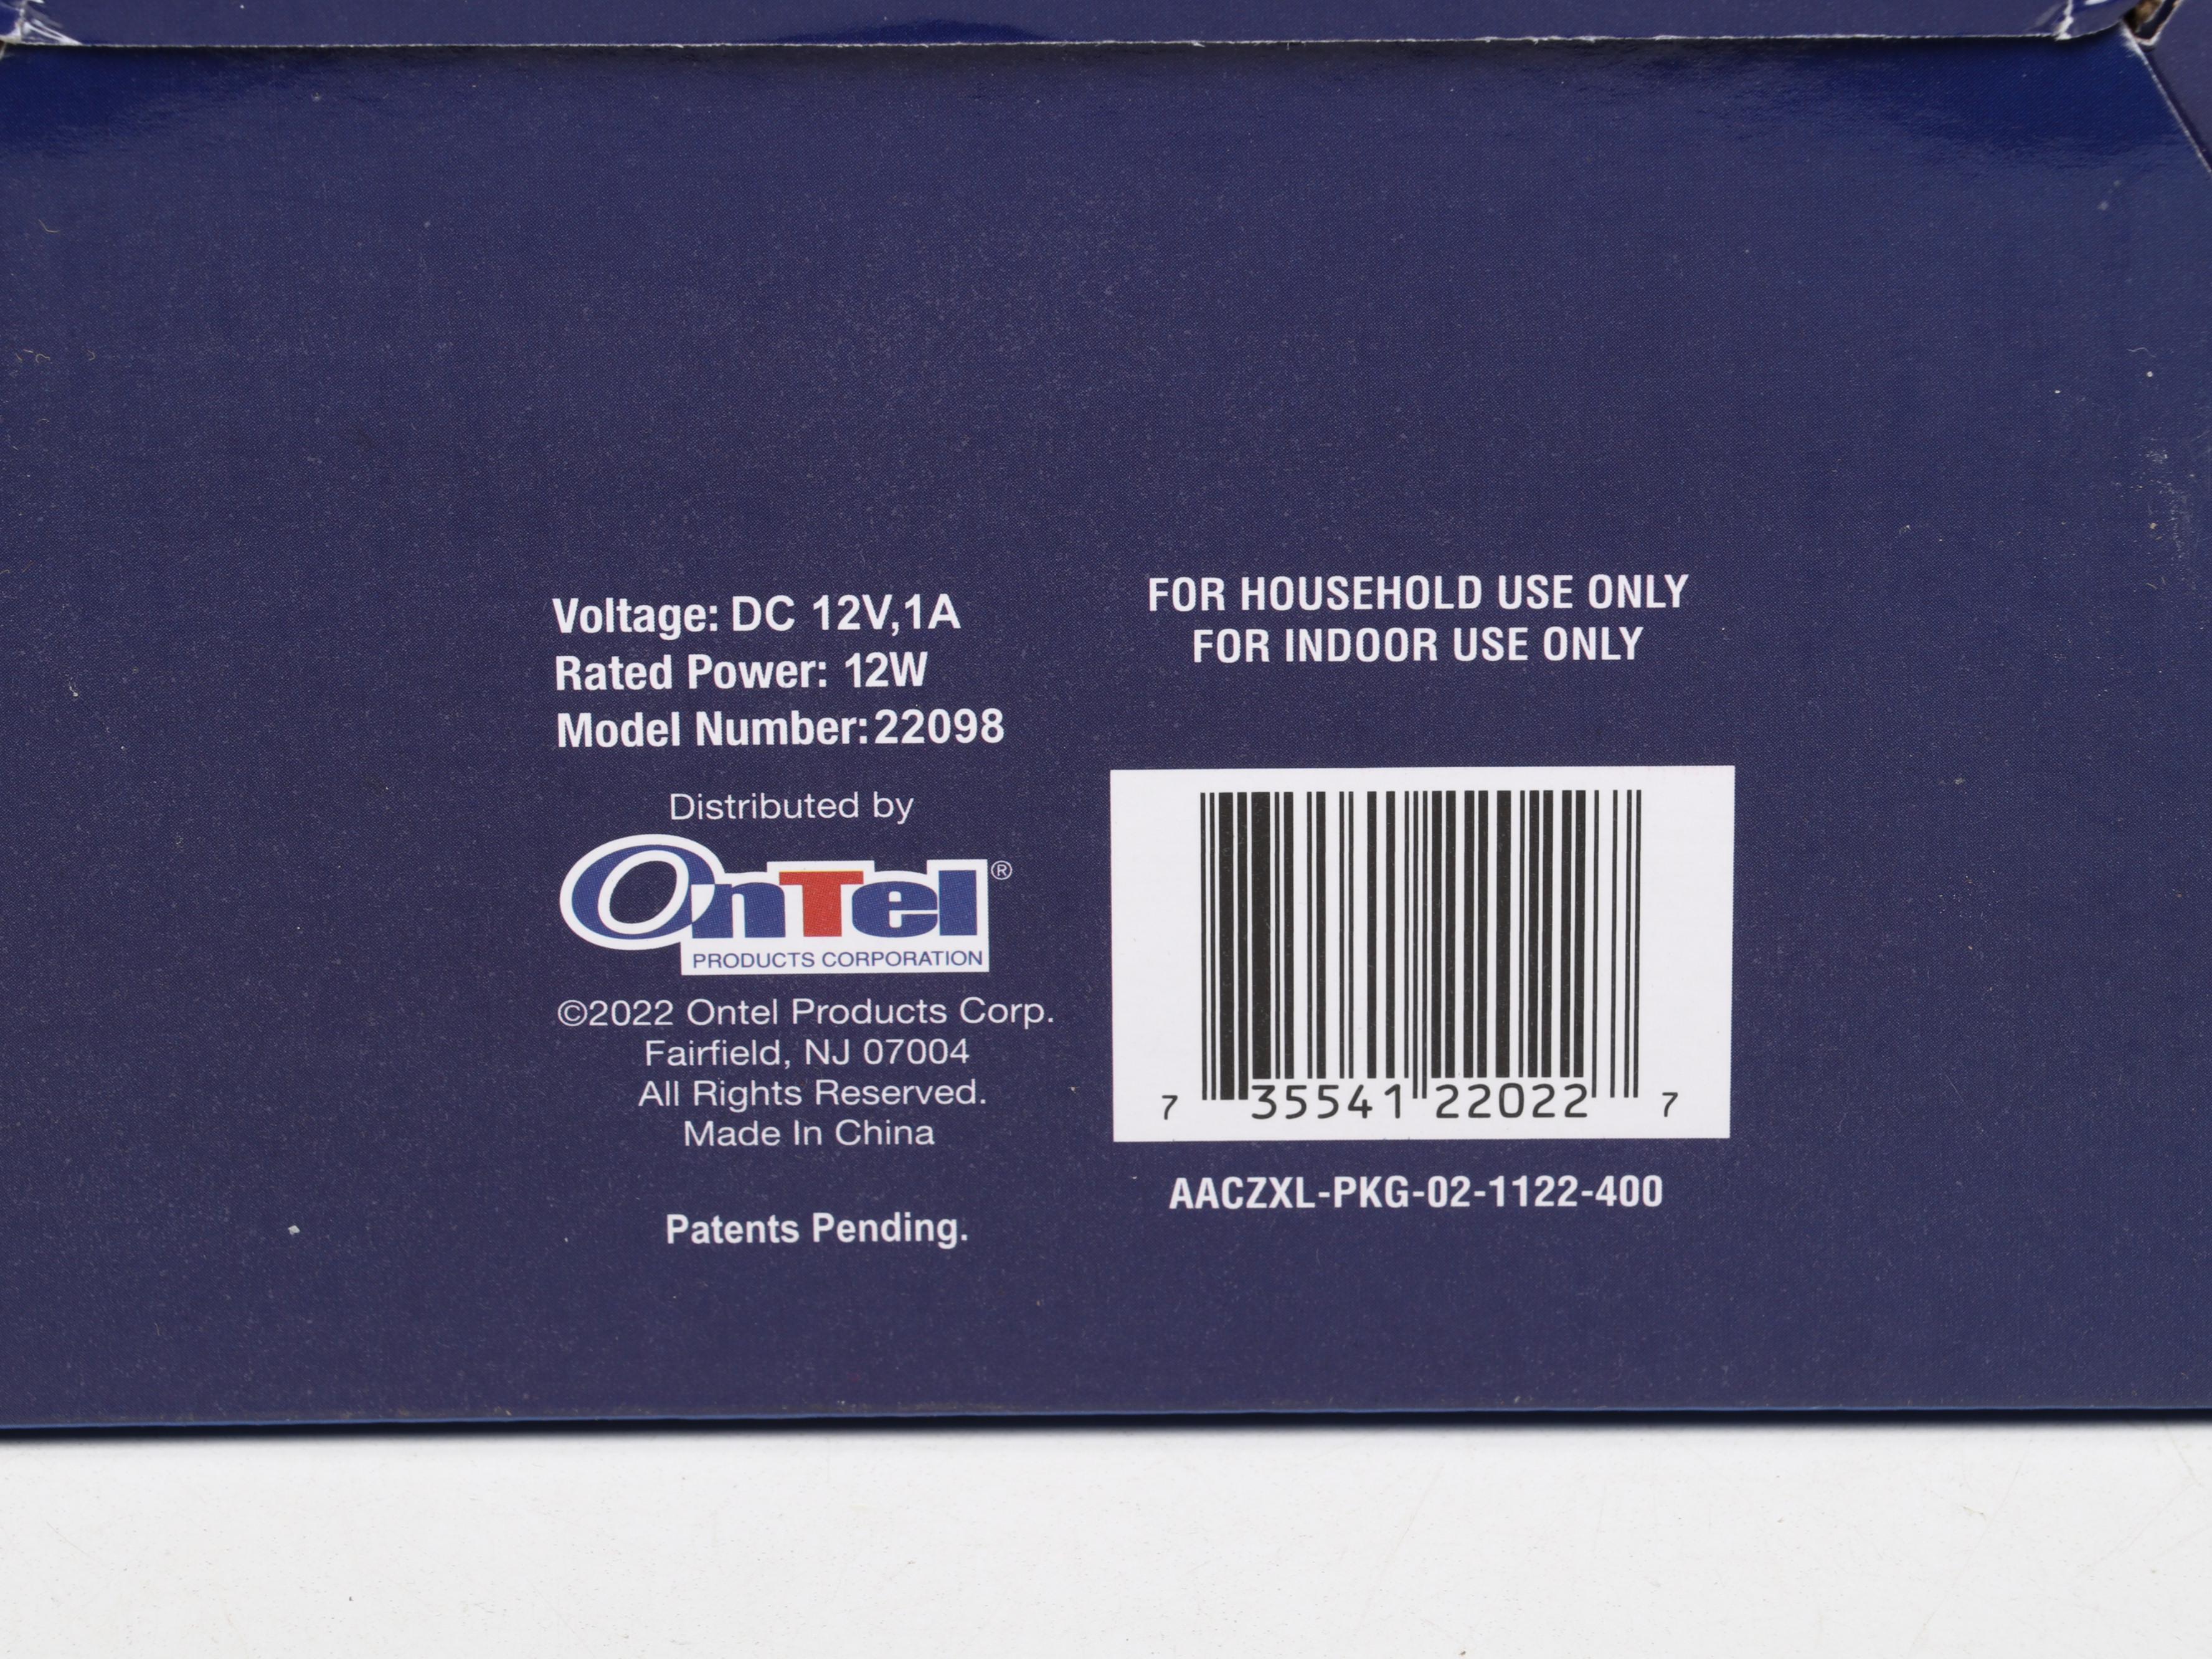 Voltage: DC 12V,1A
Rated Power: 12W
Model Number:22098
Distributed by
OnTel®
PRODUCTS CORPORATION
©2022 Ontel Products Corp.
Fairfield, NJ 07004
All Rights Reserved.
Made In China
Patents Pending.
FOR HOUSEHOLD USE ONLY
FOR INDOOR USE ONLY
7 35541 22022 7
AACZXL-PKG-02-1122-400